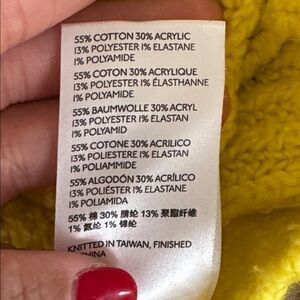 55% COTTON 30% ACRYLIC
13% POLYESTER 1% ELASTANE
1% POLYAMIDE
55% COTON 30% ACRYLIQUE
13% POLYESTER 1% ÉLASTHANNE
1% POLYAMIDE
55% BAUMWOLLE 30% ACRYL
13% POLYESTER 1% ELASTAN
1% POLYAMID
55% COTONE 30% ACRILICO
13% POLIESTERE 1% ELASTAN
1% POLIAMMIDE
55% ALGODÓN 30% ACRÍLICO
13% POLIÉSTER 1% ELASTANE
1% POLIAMIDA
55% 棉 30% 腈纶 13% 聚酯纤维
1% 氨纶 1% 锦纶
KNITTED IN TAIWAN, FINISHED